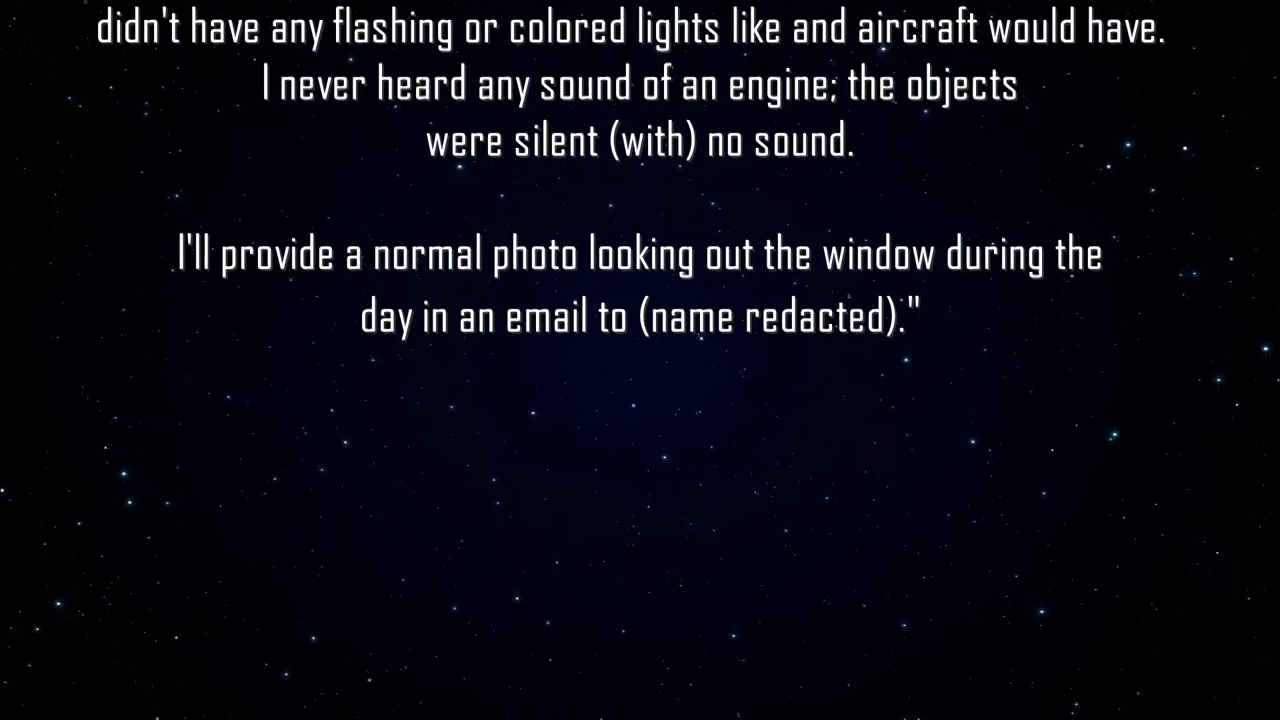 didn't have any flashing or colored lights like and aircraft would have.
I never heard any sound of an engine; the objects
were silent (with) no sound.
I'll provide a normal photo looking out the window during the
day in an email to (name redacted)."